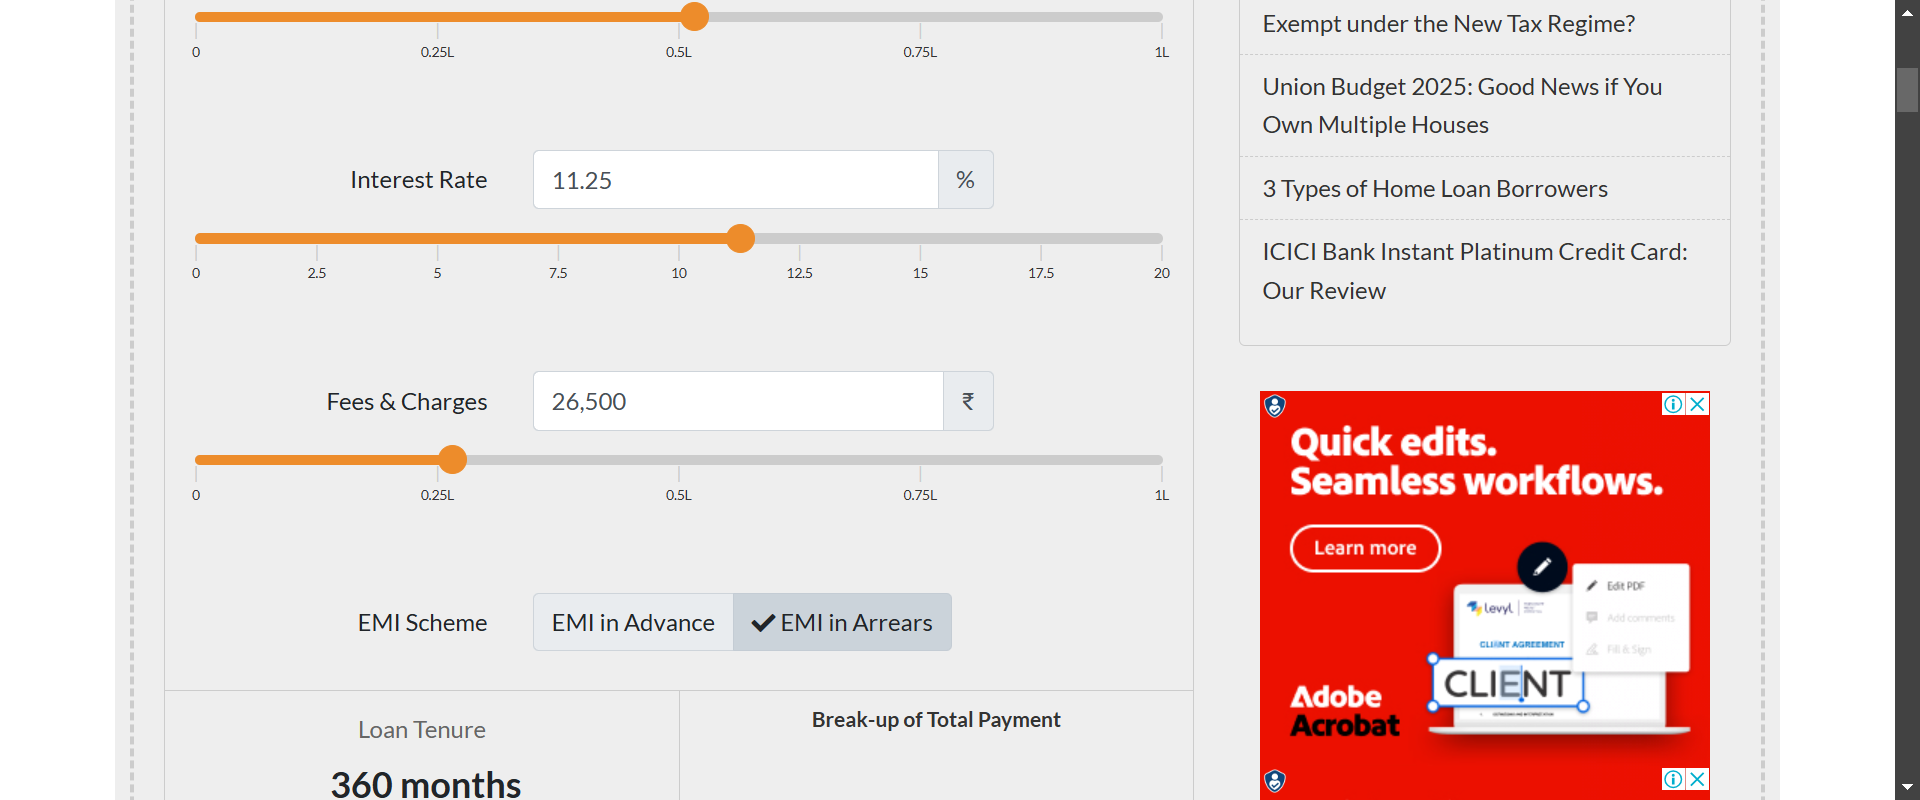 0 0.25L 0.5L 0.75L 1L
Interest Rate 11.25 %
0 2.5 5 7.5 10 12.5 15 17.5 20
Fees & Charges 26,500 ₹
0 0.25L 0.5L 0.75L 1L
EMI Scheme EMI in Advance EMI in Arrears
Loan Tenure
360 months
Break-up of Total Payment
Exempt under the New Tax Regime?
Union Budget 2025: Good News if You
Own Multiple Houses
3 Types of Home Loan Borrowers
ICICI Bank Instant Platinum Credit Card:
Our Review
Quick edits.
Seamless workflows.
Learn more
Edit PDF
Add comments
Fill & Sign
levyl
CLIENT AGREEMENT
CLIENT
Adobe
Acrobat